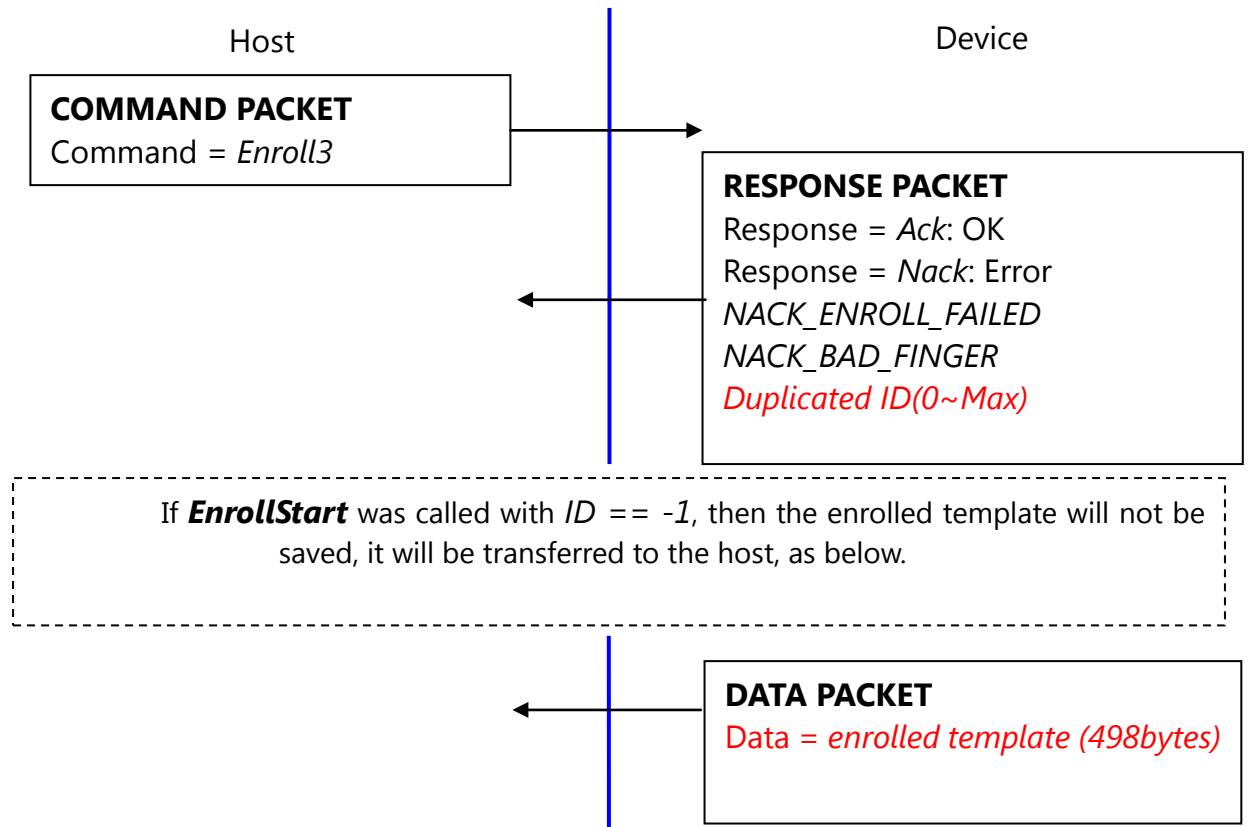 Host
Device
COMMAND PACKET
Command = Enroll3
RESPONSE PACKET
Response = Ack: OK
Response = Nack: Error
NACK_ENROLL_FAILED
NACK_BAD_FINGER
Duplicated ID(0~Max)
If EnrollStart was called with ID == -1, then the enrolled template will not be
saved, it will be transferred to the host, as below.
DATA PACKET
Data = enrolled template (498bytes)